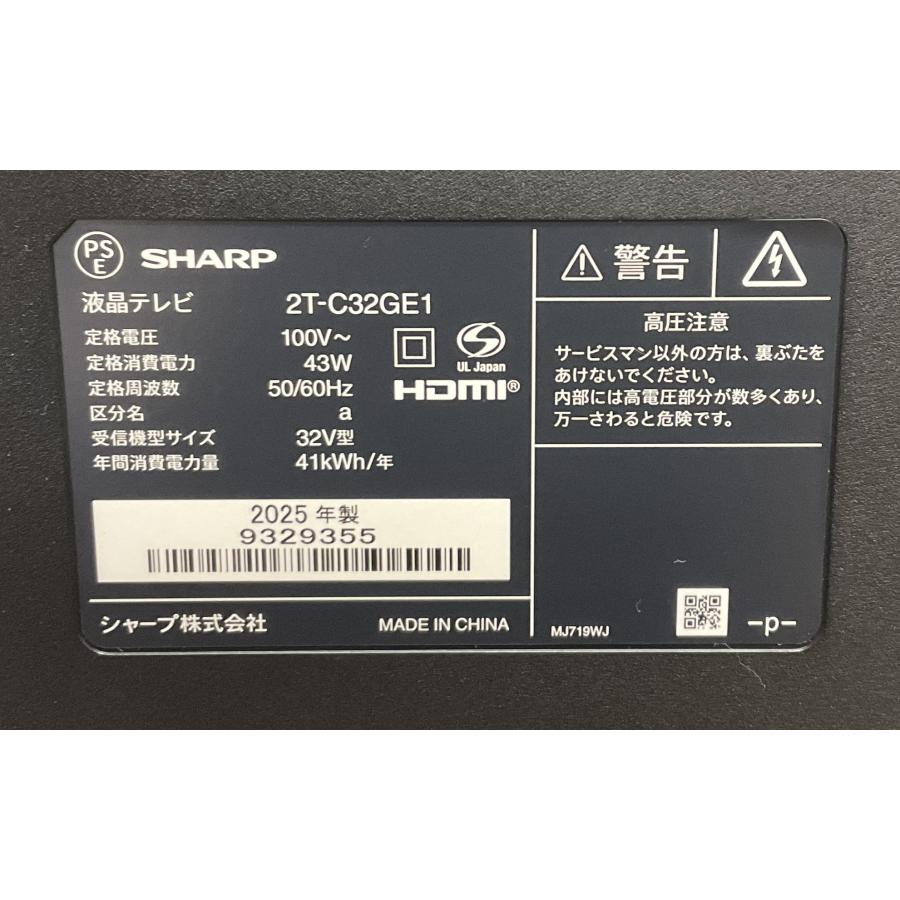 PSE SHARP
液晶テレビ 2T-C32GE1
定格電圧 100V～
定格消費電力 43W
定格周波数 50/60Hz
区分名 a
受信機型サイズ 32V型
年間消費電力量 41kWh/年
UL Japan
HDMI®
2025 年製
9329355
シャープ株式会社 MADE IN CHINA
警告
高圧注意
サービスマン以外の方は、裏ぶたを
あけないでください。
内部には高電圧部分が数多くあり、
万一さわると危険です。
MJ719WJ
-p-